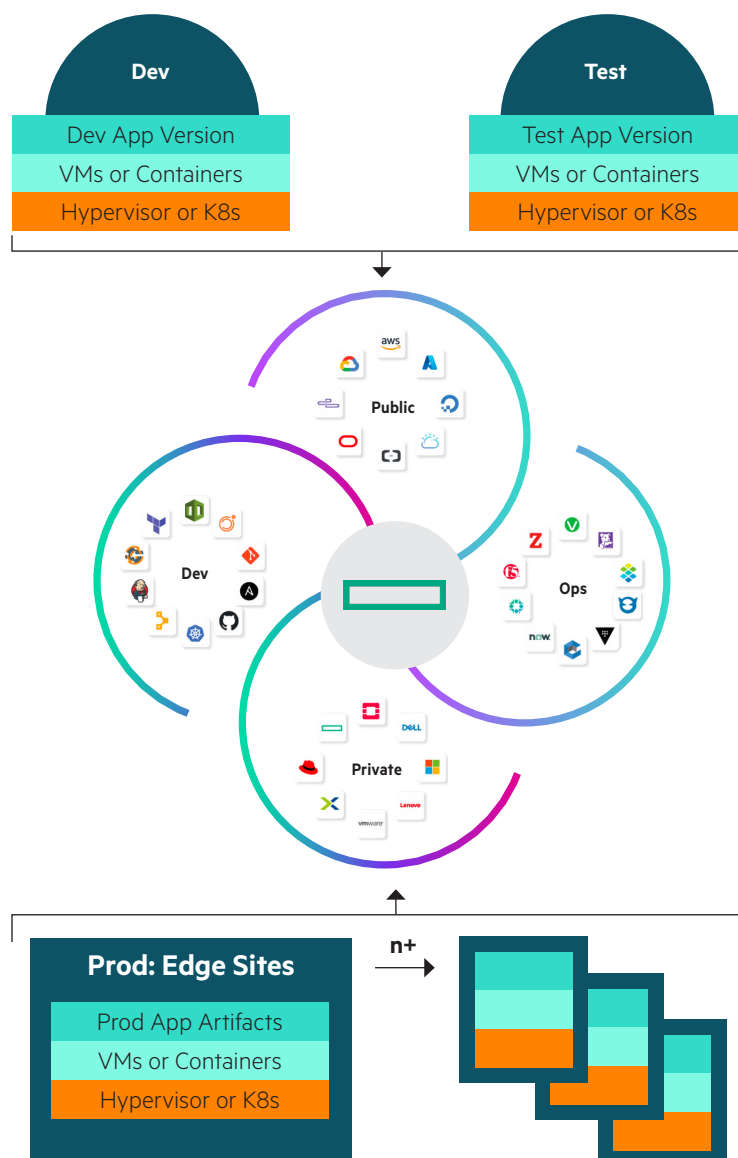 Dev
Test
Dev App Version
Test App Version
VMs or Containers
VMs or Containers
Hypervisor or K8s
Hypervisor or K8s
aws
Public
Z
Dev
f5
Ops
now.
DELL
Private
Lenovo
vmware
n+
Prod: Edge Sites
Prod App Artifacts
VMs or Containers
Hypervisor or K8s